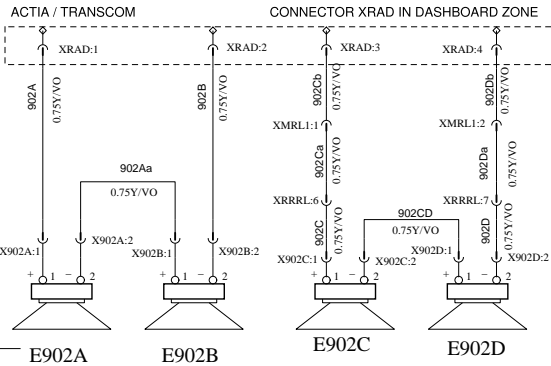 ACTIA / TRANSCOM
CONNECTOR XRAD IN DASHBOARD ZONE
XRAD:1
XRAD:2
XRAD:3
XRAD:4
902A
0.75Y/VO
902B
0.75Y/VO
902Cb
0.75Y/VO
902Db
0.75Y/VO
XMRL1:1
XMRL1:2
902Ca
0.75Y/VO
902Da
0.75Y/VO
902Aa
0.75Y/VO
XRRRL:6
XRRRL:7
902C
0.75Y/VO
902CD
0.75Y/VO
902D
0.75Y/VO
X902A:1
X902A:2
X902B:1
X902B:2
X902C:1
X902C:2
X902D:1
X902D:2
+ 1 − 2
+ 1 − 2
+ 1 − 2
+ 1 − 2
E902A
E902B
E902C
E902D